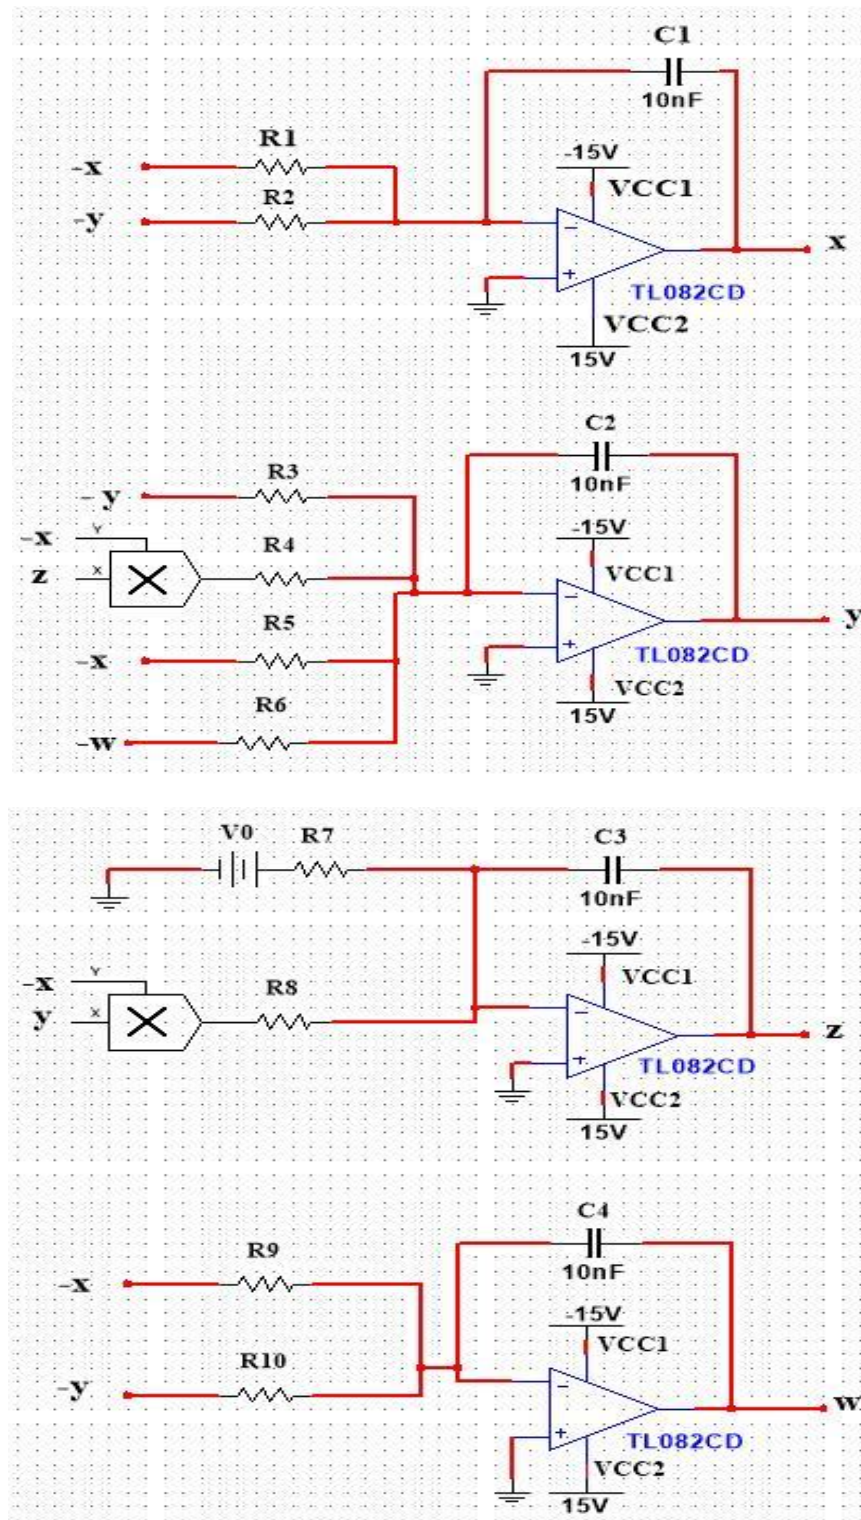 C1
10nF
R1
-x
-15V
VCC1
R2
-y
−
x
+
TL082CD
VCC2
15V
C2
R3
10nF
- y
-15V
-x
Y
R4
VCC1
z
X
−
y
R5
+
-x
TL082CD
VCC2
R6
15V
-w
V0
R7
C3
10nF
-15V
-x
Y
VCC1
R8
y
X
−
z
+
TL082CD
VCC2
15V
C4
R9
10nF
-x
-15V
VCC1
R10
-y
−
w
+
TL082CD
VCC2
15V